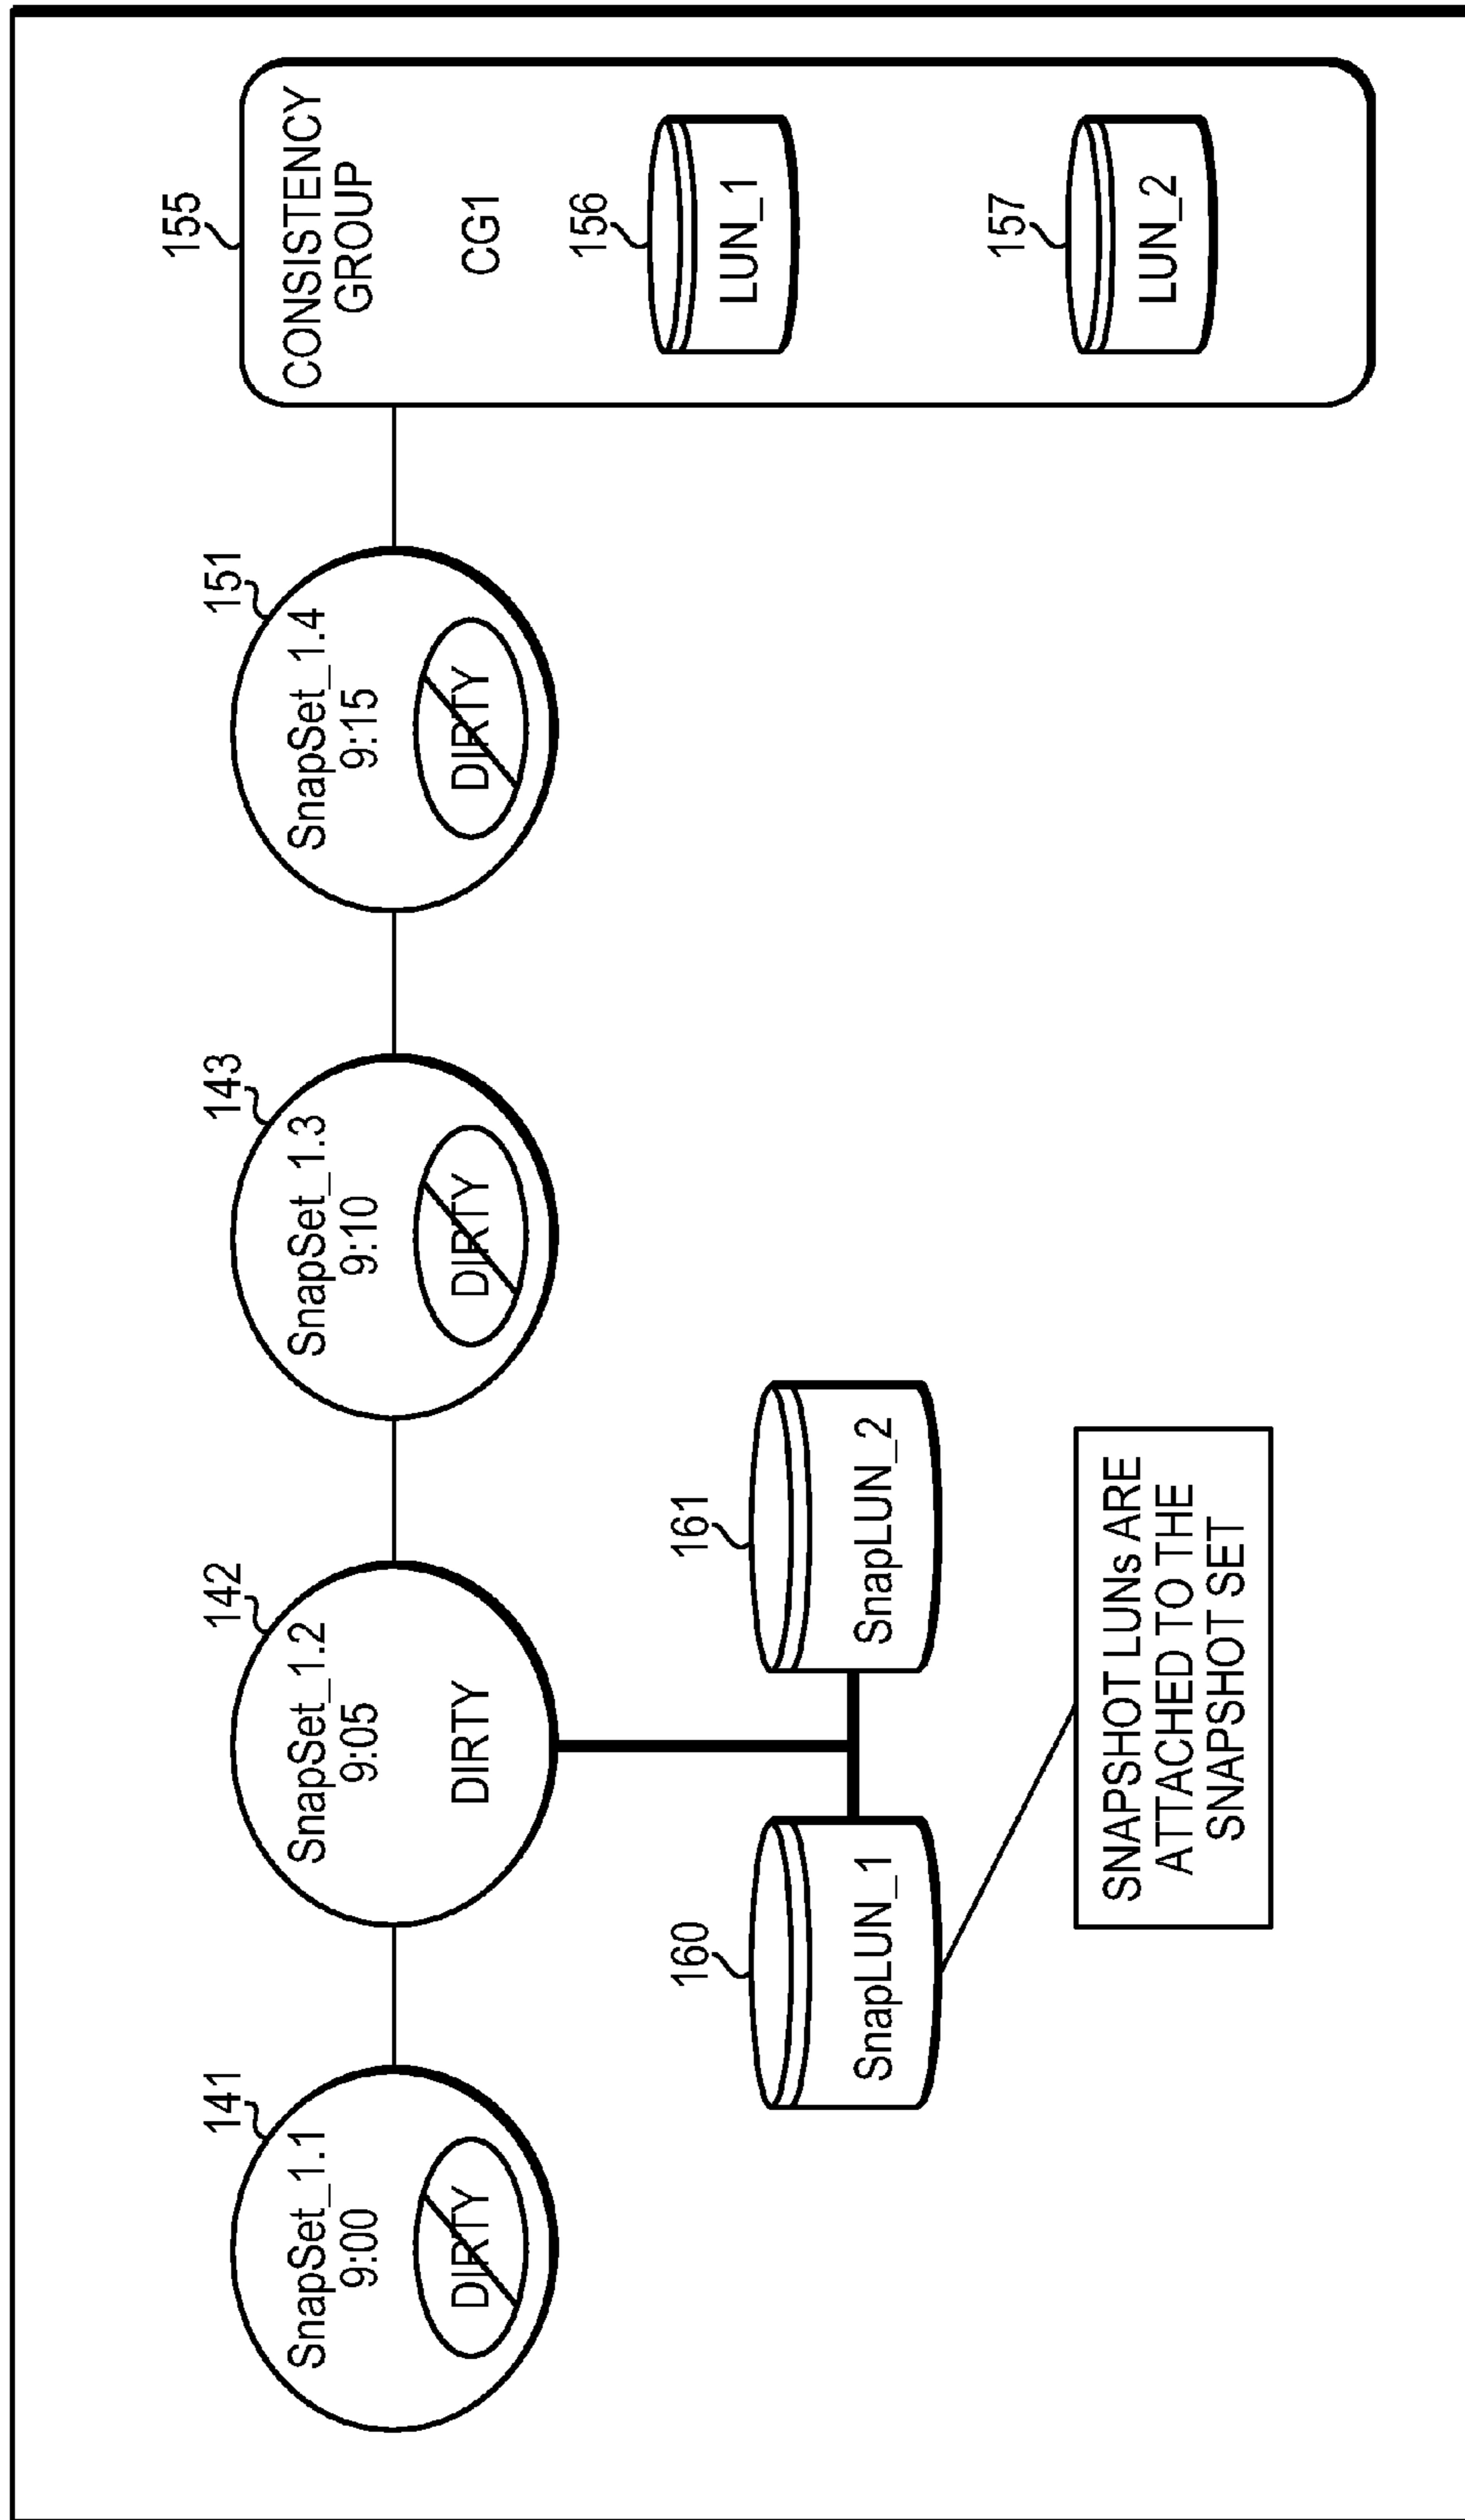 141
SnapSet_1.1
9:00
DIRTY
142
SnapSet_1.2
9:05
DIRTY
143
SnapSet_1.3
9:10
DIRTY
151
SnapSet_1.4
9:15
DIRTY
155
CONSISTENCY
GROUP
CG1
156
LUN_1
157
LUN_2
160
SnapLUN_1
161
SnapLUN_2
SNAPSHOT LUNs ARE
ATTACHED TO THE
SNAPSHOT SET